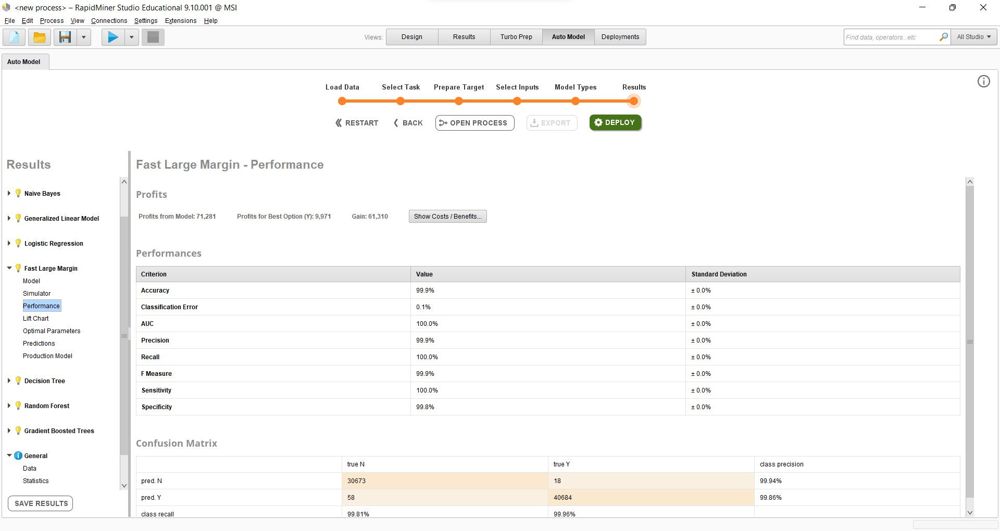 <new process> – RapidMiner Studio Educational 9.10.001 @ MSI
File Edit Process View Connections Settings Extensions Help
Views: Design Results Turbo Prep Auto Model Deployments Find data, operators...etc All Studio
Auto Model
Load Data Select Task Prepare Target Select Inputs Model Types Results
RESTART BACK OPEN PROCESS EXPORT DEPLOY
Results
Naive Bayes
Generalized Linear Model
Logistic Regression
Fast Large Margin
Model
Simulator
Performance
Lift Chart
Optimal Parameters
Predictions
Production Model
Decision Tree
Random Forest
Gradient Boosted Trees
General
Data
Statistics
SAVE RESULTS
Fast Large Margin - Performance
Profits
Profits from Model: 71,281 Profits for Best Option (Y): 9,971 Gain: 61,310 Show Costs / Benefits...
Performances
Criterion Value Standard Deviation
Accuracy 99.9% ± 0.0%
Classification Error 0.1% ± 0.0%
AUC 100.0% ± 0.0%
Precision 99.9% ± 0.0%
Recall 100.0% ± 0.0%
F Measure 99.9% ± 0.0%
Sensitivity 100.0% ± 0.0%
Specificity 99.8% ± 0.0%
Confusion Matrix
true N true Y class precision
pred. N 30673 18 99.94%
pred. Y 58 40684 99.86%
class recall 99.81% 99.96%